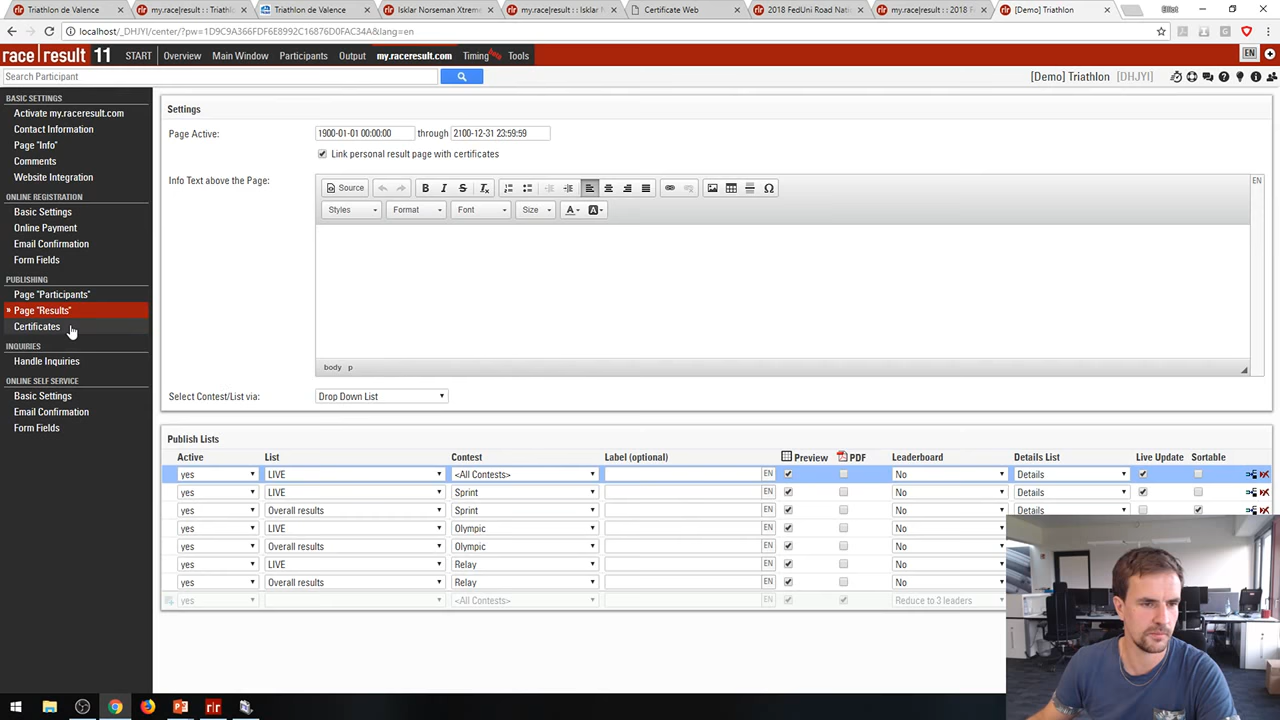 Triathlon de Valence
my.race|result :: Triathl
Triathlon de Valence
Isklar Norseman Xtreme
my.race|result :: Isklar N
Certificate Web
2018 FedUni Road Natio
my.race|result :: 2018 F
[Demo] Triathlon
Elliot
localhost/_DHJYI/center/?pw=1D9C9A366FDF6E8992C16876D0FAC34A&lang=en
race result 11
START
Overview
Main Window
Participants
Output
my.raceresult.com
Timing
Tools
EN
Search Participant
[Demo] Triathlon
[DHJYI]
BASIC SETTINGS
Activate my.raceresult.com
Contact Information
Page "Info"
Comments
Website Integration
ONLINE REGISTRATION
Basic Settings
Online Payment
Email Confirmation
Form Fields
PUBLISHING
Page "Participants"
» Page "Results"
Certificates
INQUIRIES
Handle Inquiries
ONLINE SELF SERVICE
Basic Settings
Email Confirmation
Form Fields
Settings
Page Active:
1900-01-01 00:00:00 through 2100-12-31 23:59:59
Link personal result page with certificates
Info Text above the Page:
Source
EN
Styles
Format
Font
Size
body p
Select Contest/List via:
Drop Down List
Publish Lists
Active List Contest Label (optional) Preview PDF Leaderboard Details List Live Update Sortable
yes LIVE <All Contests> EN No Details
yes LIVE Sprint EN No Details
yes Overall results Sprint EN No Details
yes LIVE Olympic EN No
yes Overall results Olympic EN No
yes LIVE Relay EN No
yes Overall results Relay EN No
yes <All Contests> EN Reduce to 3 leaders